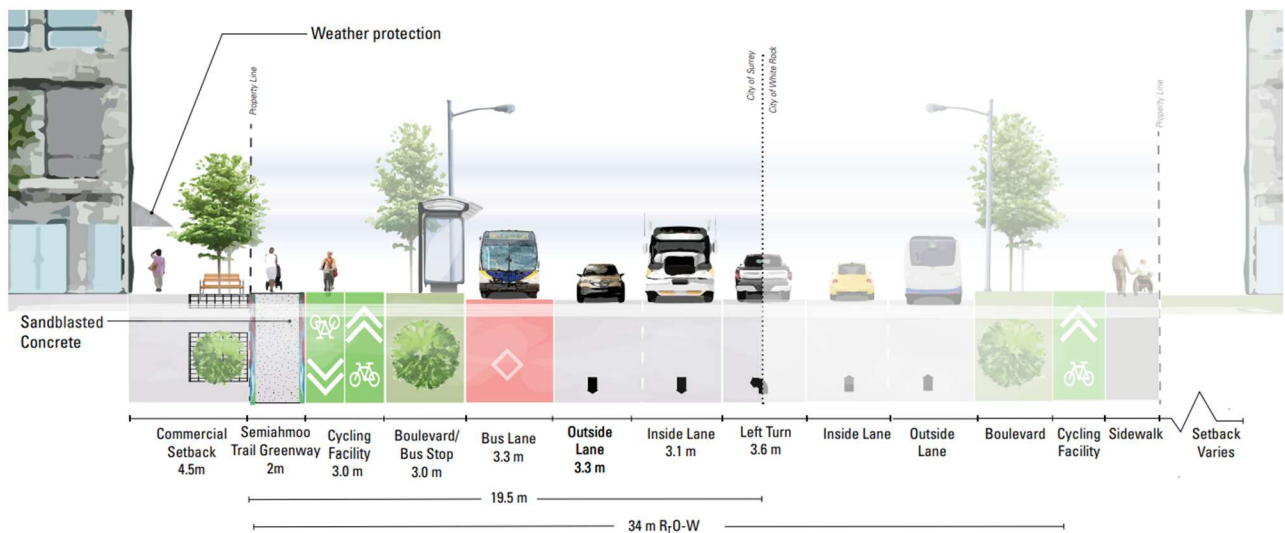 Weather protection
Property Line
City of Surrey
City of White Rock
Property Line
Sandblasted
Concrete
Commercial
Setback
4.5m
Semiahmoo
Trail Greenway
2m
Cycling
Facility
3.0 m
Boulevard/
Bus Stop
3.0 m
Bus Lane
3.3 m
Outside
Lane
3.3 m
Inside Lane
3.1 m
Left Turn
3.6 m
Inside Lane
Outside
Lane
Boulevard
Cycling
Facility
Sidewalk
Setback
Varies
19.5 m
34 m R,O-W